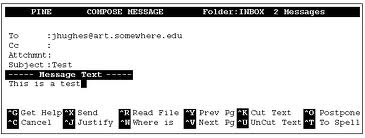 PINE COMPOSE MESSAGE Folder:INBOX 2 Messages
To :jhughes@art.somewhere.edu
Cc :
Attchmnt:
Subject :Test
----- Message Text -----
This is a test
^G Get Help ^X Send ^R Read File ^Y Prev Pg ^K Cut Text ^O Postpone
^C Cancel ^J Justify ^W Where is ^V Next Pg ^U UnCut Text ^T To Spell